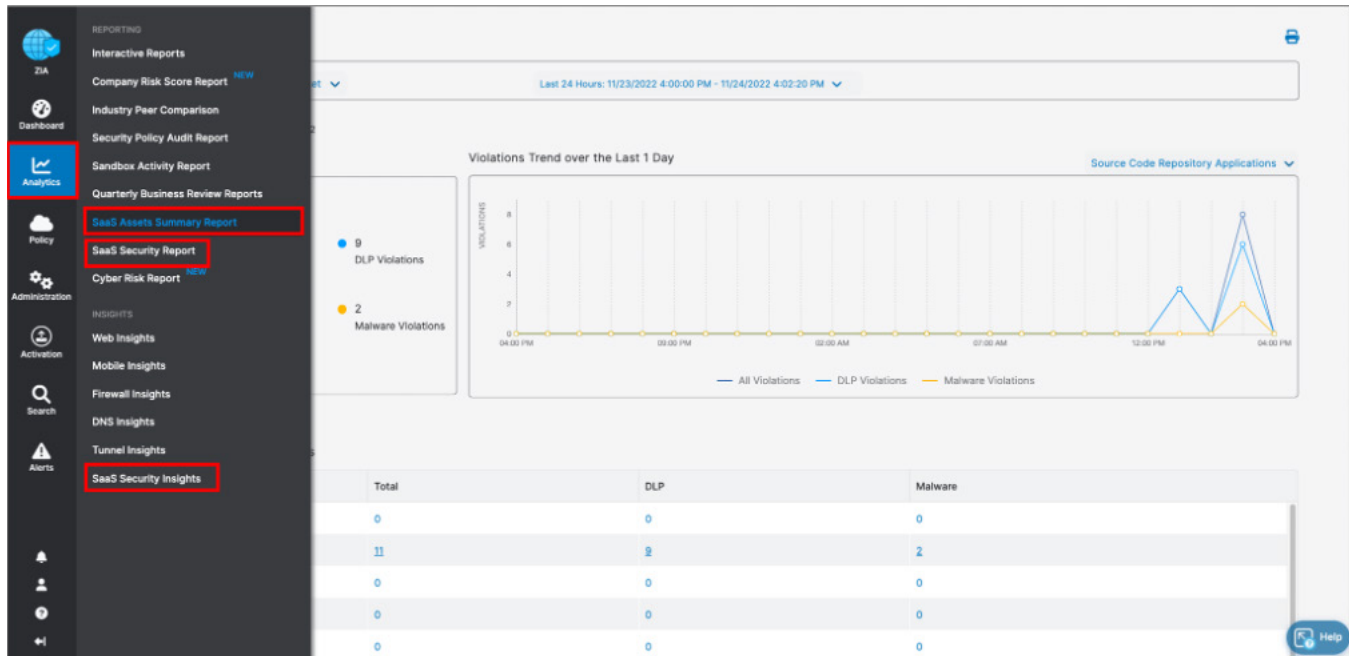 ZIA
Dashboard
Analytics
Policy
Administration
Activation
Search
Alerts
REPORTING
Interactive Reports
Company Risk Score Report NEW
Industry Peer Comparison
Security Policy Audit Report
Sandbox Activity Report
Quarterly Business Review Reports
SaaS Assets Summary Report
SaaS Security Report
Cyber Risk Report NEW
INSIGHTS
Web Insights
Mobile Insights
Firewall Insights
DNS Insights
Tunnel Insights
SaaS Security Insights
et
Last 24 Hours: 11/23/2022 4:00:00 PM - 11/24/2022 4:02:20 PM
9
DLP Violations
2
Malware Violations
Violations Trend over the Last 1 Day
Source Code Repository Applications
VIOLATIONS
8
6
4
2
0
04:00 PM 02:00 AM 07:00 AM 12:00 PM 04:00 PM
All Violations DLP Violations Malware Violations
Total DLP Malware
0 0 0
11 9 2
0 0 0
0 0 0
0 0 0
Help